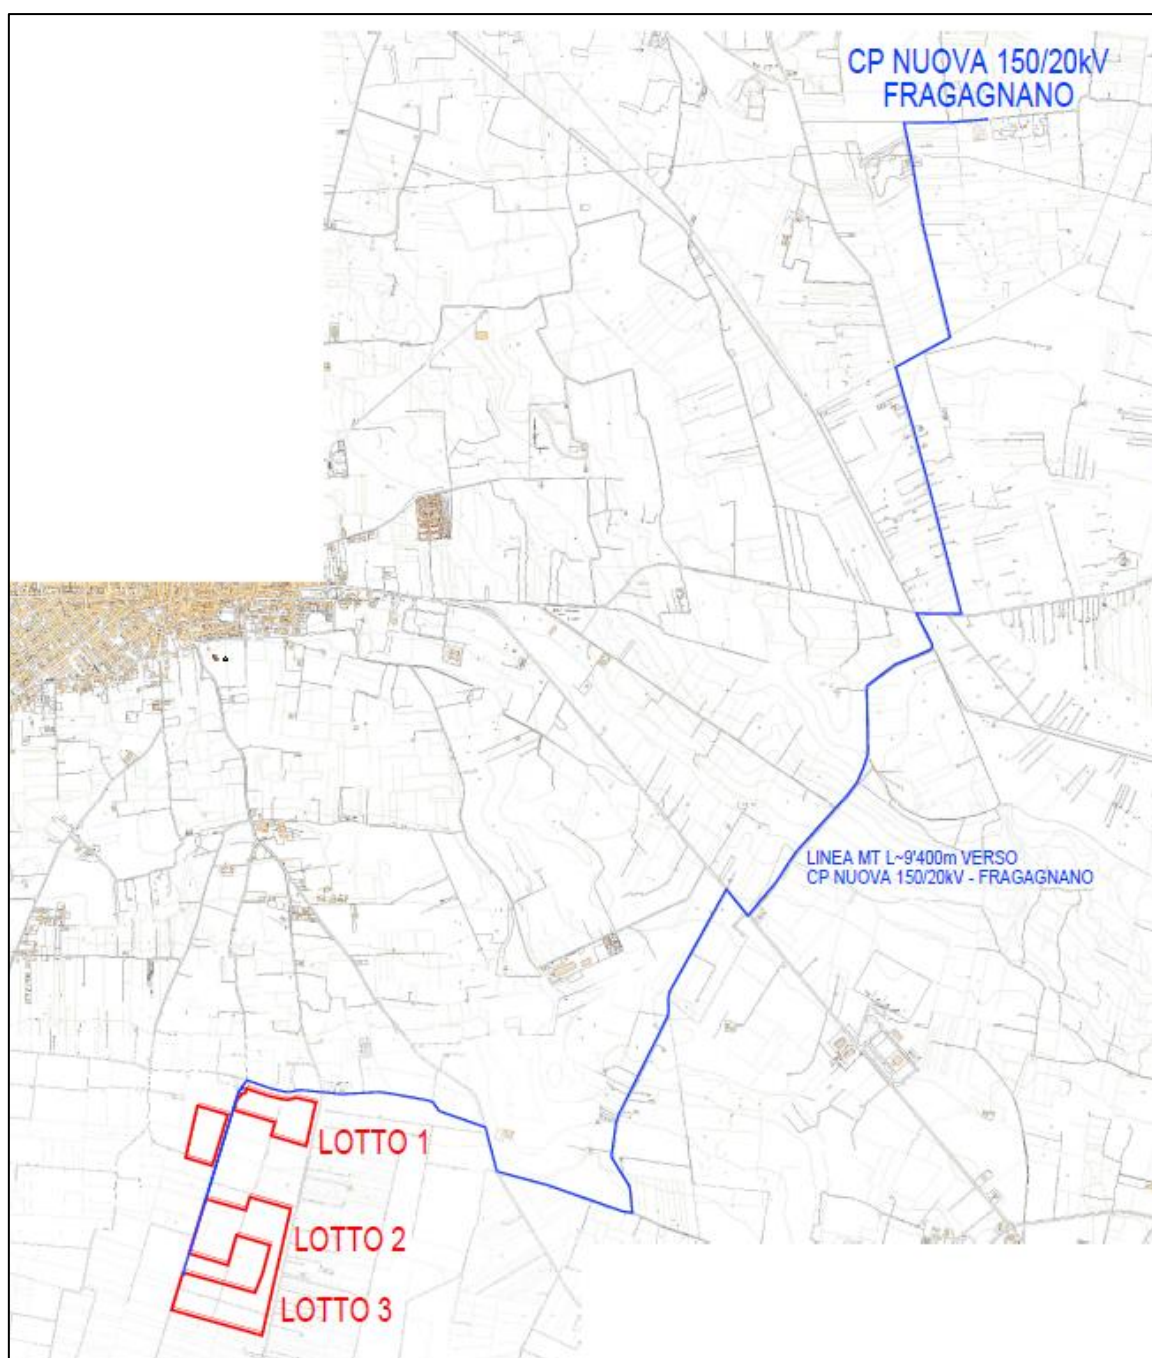 CP NUOVA 150/20kV
FRAGAGNANO
LINEA MT L~9'400m VERSO
CP NUOVA 150/20kV - FRAGAGNANO
LOTTO 1
LOTTO 2
LOTTO 3